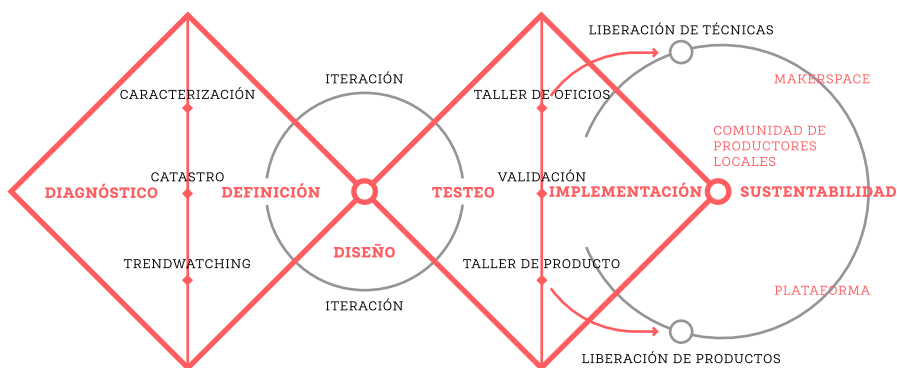 LIBERACIÓN DE TÉCNICAS
ITERACIÓN
MAKERSPACE
CARACTERIZACIÓN
TALLER DE OFICIOS
COMUNIDAD DE
PRODUCTORES
LOCALES
CATASTRO
VALIDACIÓN
DIAGNÓSTICO
DEFINICIÓN
TESTEO
IMPLEMENTACIÓN
SUSTENTABILIDAD
DISEÑO
TRENDWATCHING
TALLER DE PRODUCTO
PLATAFORMA
ITERACIÓN
LIBERACIÓN DE PRODUCTOS